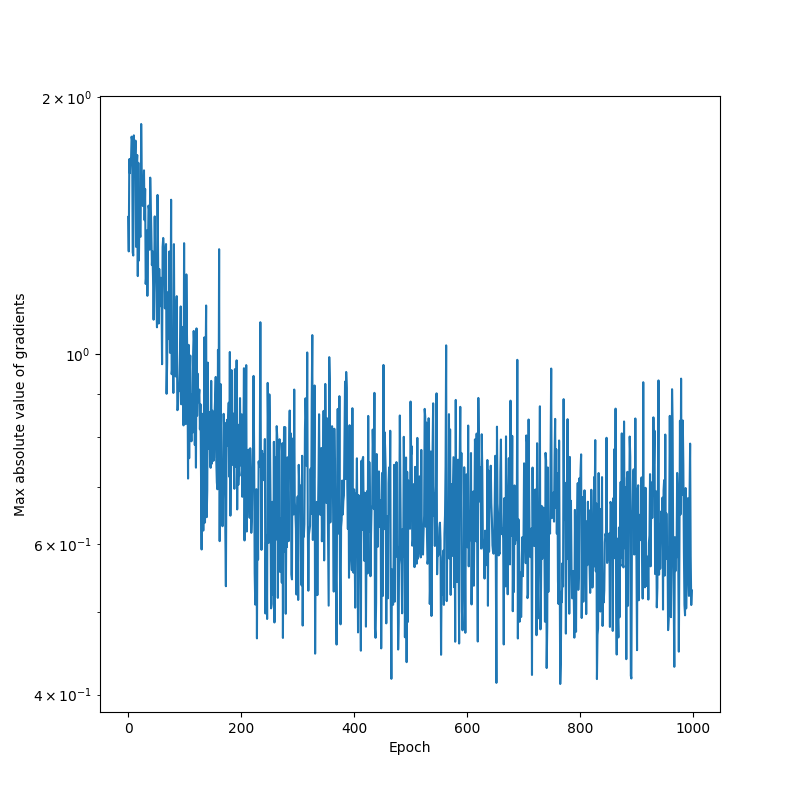 Max absolute value of gradients
2 × 10⁰
10⁰
6 × 10⁻¹
4 × 10⁻¹
0 200 400 600 800 1000
Epoch